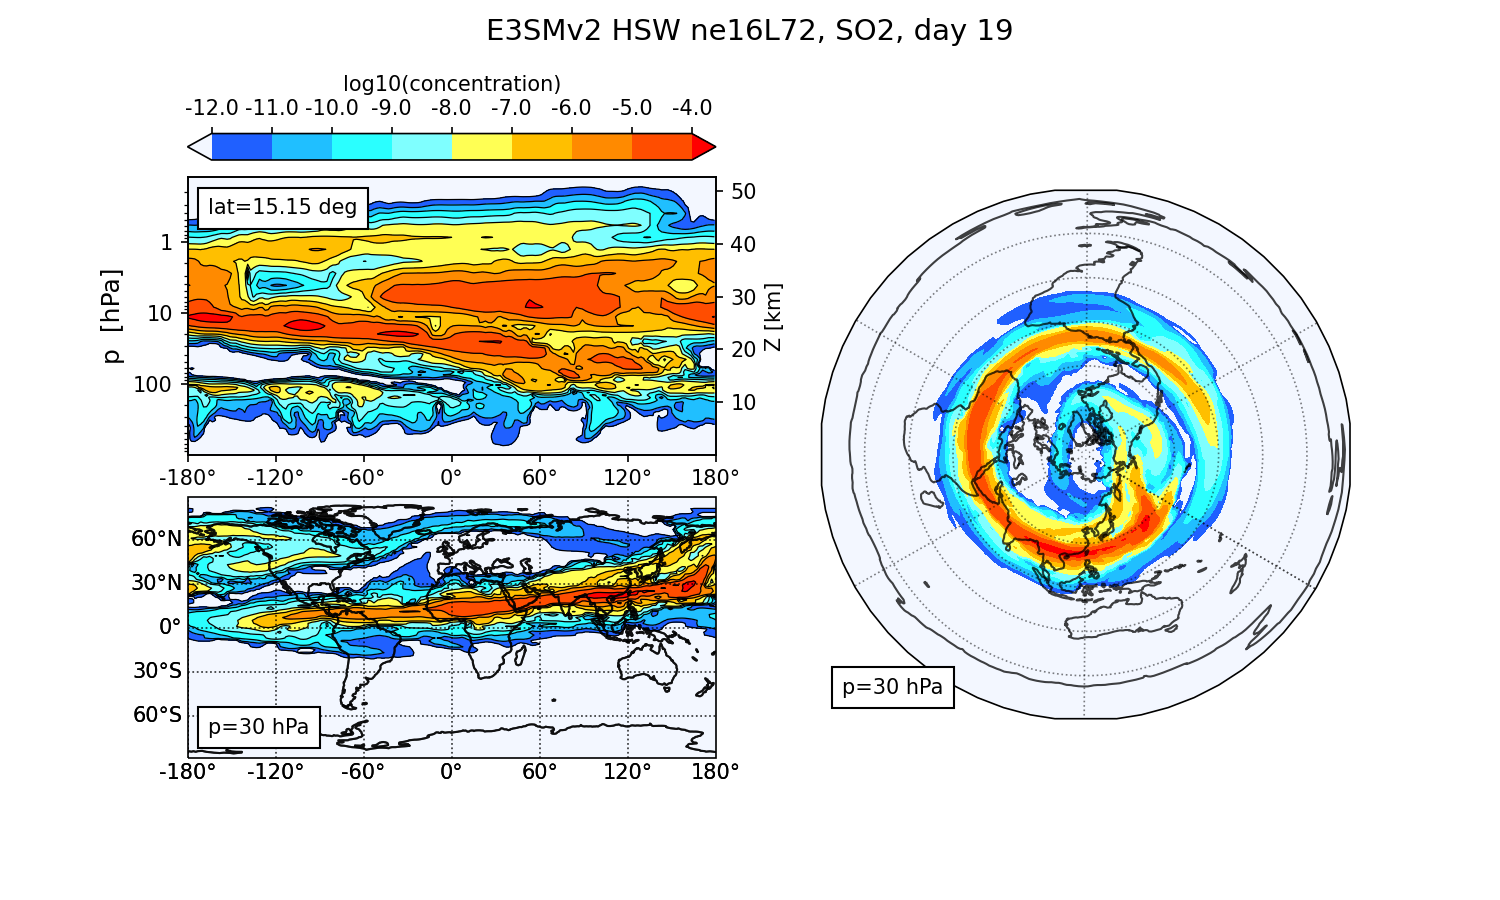 E3SMv2 HSW ne16L72, SO2, day 19
log10(concentration)
-12.0 -11.0 -10.0 -9.0 -8.0 -7.0 -6.0 -5.0 -4.0
lat=15.15 deg
p [hPa]
1
10
100
50
40
30
20
10
Z [km]
-180° -120° -60° 0° 60° 120° 180°
60°N
30°N
0°
30°S
60°S
p=30 hPa
-180° -120° -60° 0° 60° 120° 180°
p=30 hPa